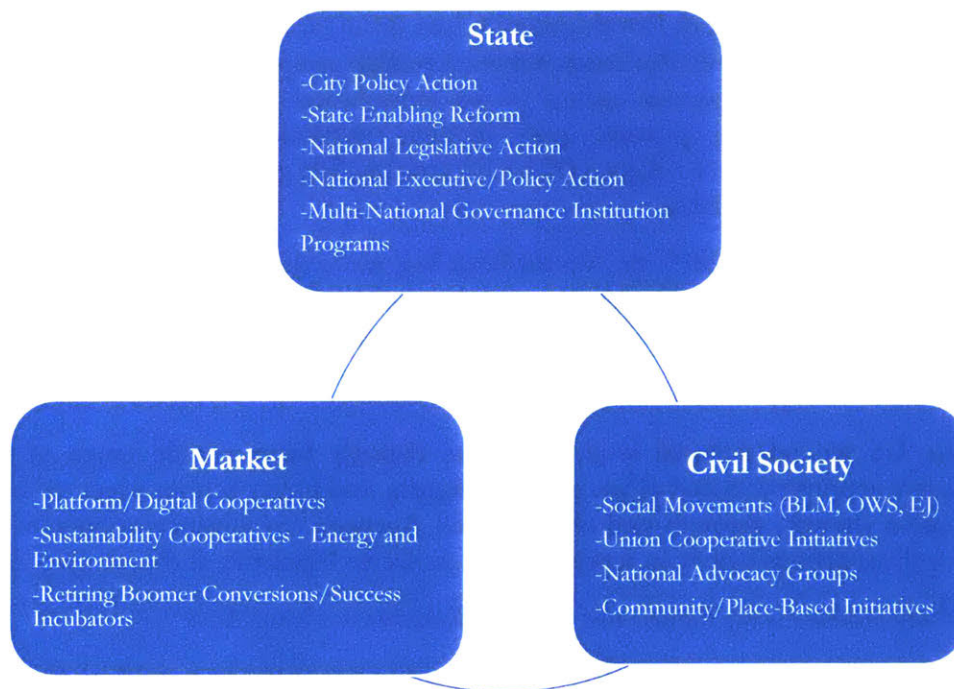 State
-City Policy Action
-State Enabling Reform
-National Legislative Action
-National Executive/Policy Action
-Multi-National Governance Institution
Programs
Market
-Platform/Digital Cooperatives
-Sustainability Cooperatives - Energy and
Environment
-Retiring Boomer Conversions/Success
Incubators
Civil Society
-Social Movements (BLM, OWS, EJ)
-Union Cooperative Initiatives
-National Advocacy Groups
-Community/Place-Based Initiatives